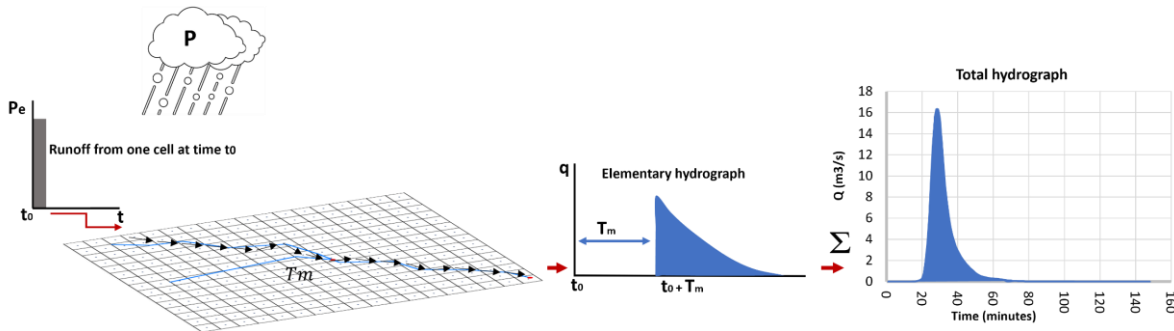 P
Pe
Runoff from one cell at time t0
t0
t
Tm
Elementary hydrograph
q
Tm
t0
t0 + Tm
∑
Total hydrograph
Q (m3/s)
18
16
14
12
10
8
6
4
2
0
0 20 40 60 80 100 120 140 160
Time (minutes)